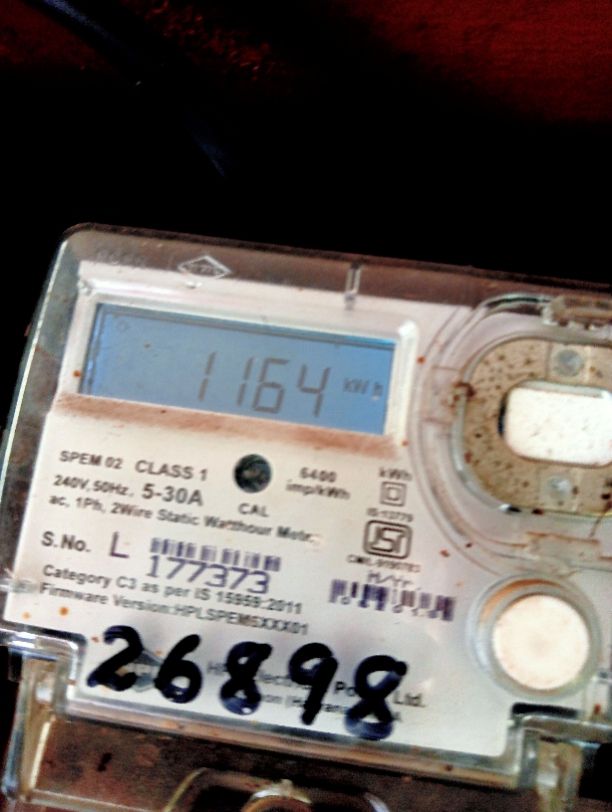 1164 kWh
SPEM 02 CLASS 1 6400 kWh
240V, 50Hz, 5-30A imp/kWh
ac, 1Ph, 2Wire Static Watthour CAL IS:13779
S.No. L
177373
Category C3 as per IS 15959:2011
Firmware Version:HPLSPEM5XXX01
26898
Ltd.